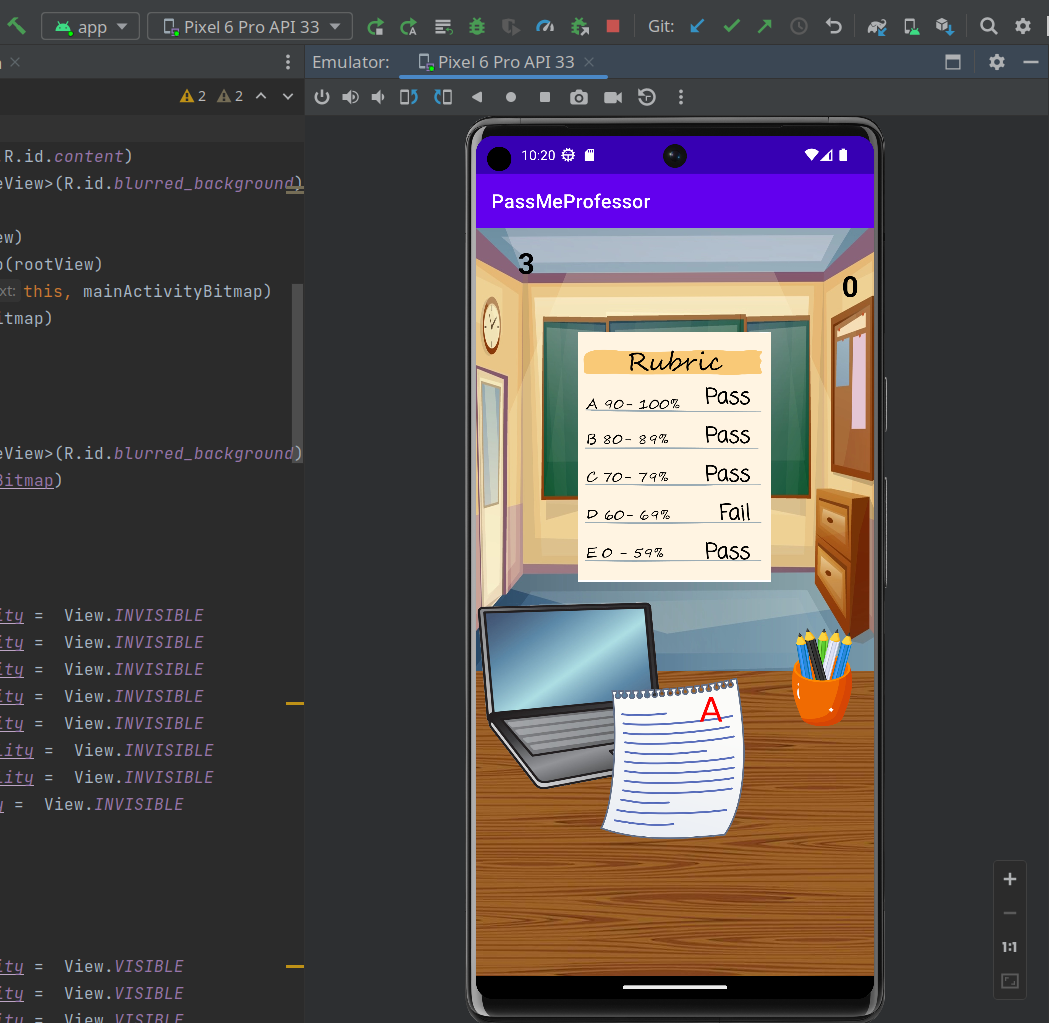 app
Pixel 6 Pro API 33
Git:
Emulator:
Pixel 6 Pro API 33
2
2
R.id.content)
eView>(R.id.blurred_background)
ew)
(rootView)
this, mainActivityBitmap)
itmap)
eView>(R.id.blurred_background)
Bitmap)
ity = View.INVISIBLE
ity = View.INVISIBLE
ity = View.INVISIBLE
ity = View.INVISIBLE
ity = View.INVISIBLE
lity = View.INVISIBLE
lity = View.INVISIBLE
y = View.INVISIBLE
ity = View.VISIBLE
ity = View.VISIBLE
ity = View.VISIBLE
10:20
PassMeProfessor
3
0
Rubric
A 90- 100% Pass
B 80- 89% Pass
C 70- 79% Pass
D 60- 69% Fail
E 0 - 59% Pass
A
1:1